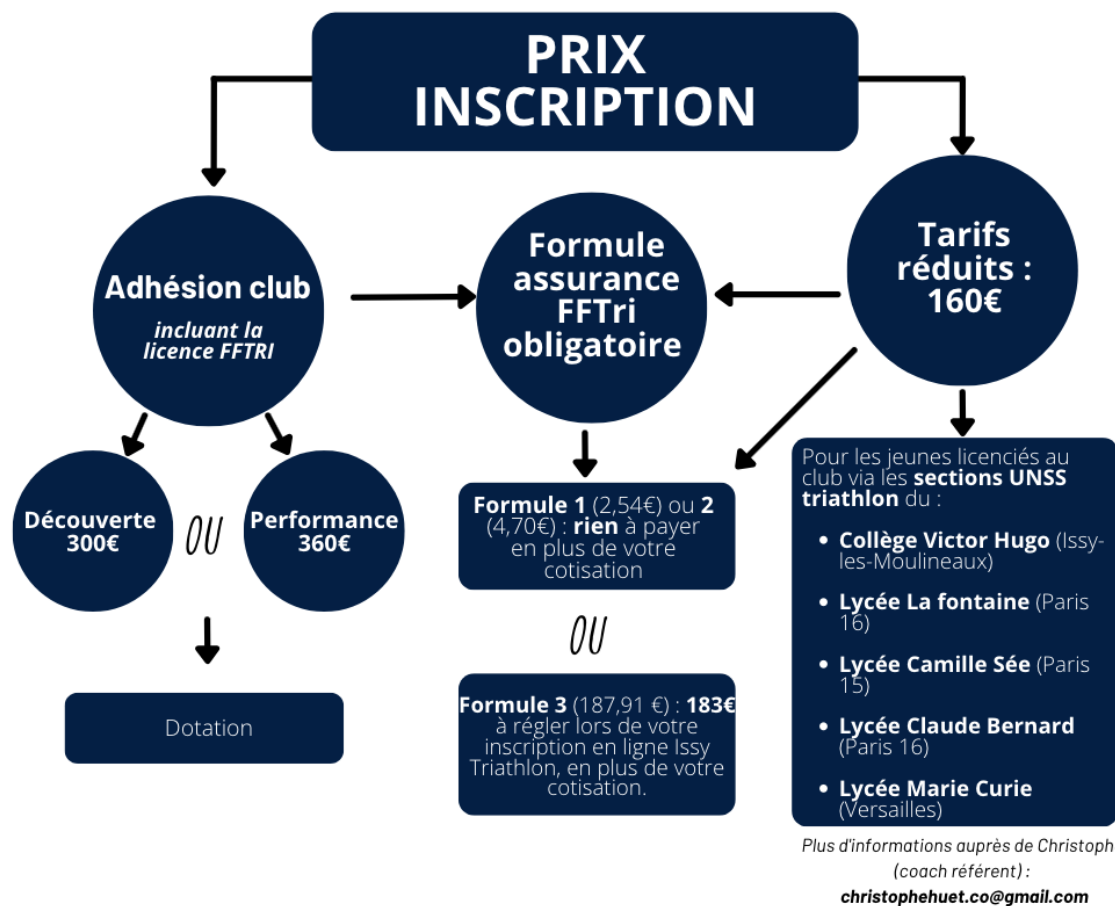 PRIX
INSCRIPTION
Adhésion club
incluant la
licence FFTRI
Formule
assurance
FFTri
obligatoire
Tarifs
réduits :
160€
Découverte
300€
OU
Performance
360€
Dotation
Formule 1 (2,54€) ou 2
(4,70€) : rien à payer
en plus de votre
cotisation
OU
Formule 3 (187,91 €) : 183€
à régler lors de votre
inscription en ligne Issy
Triathlon, en plus de votre
cotisation.
Pour les jeunes licenciés au
club via les sections UNSS
triathlon du :
• Collège Victor Hugo (Issy-
les-Moulineaux)
• Lycée La fontaine (Paris
16)
• Lycée Camille Sée (Paris
15)
• Lycée Claude Bernard
(Paris 16)
• Lycée Marie Curie
(Versailles)
Plus d'informations auprès de Christoph
(coach référent) :
christophehuet.co@gmail.com